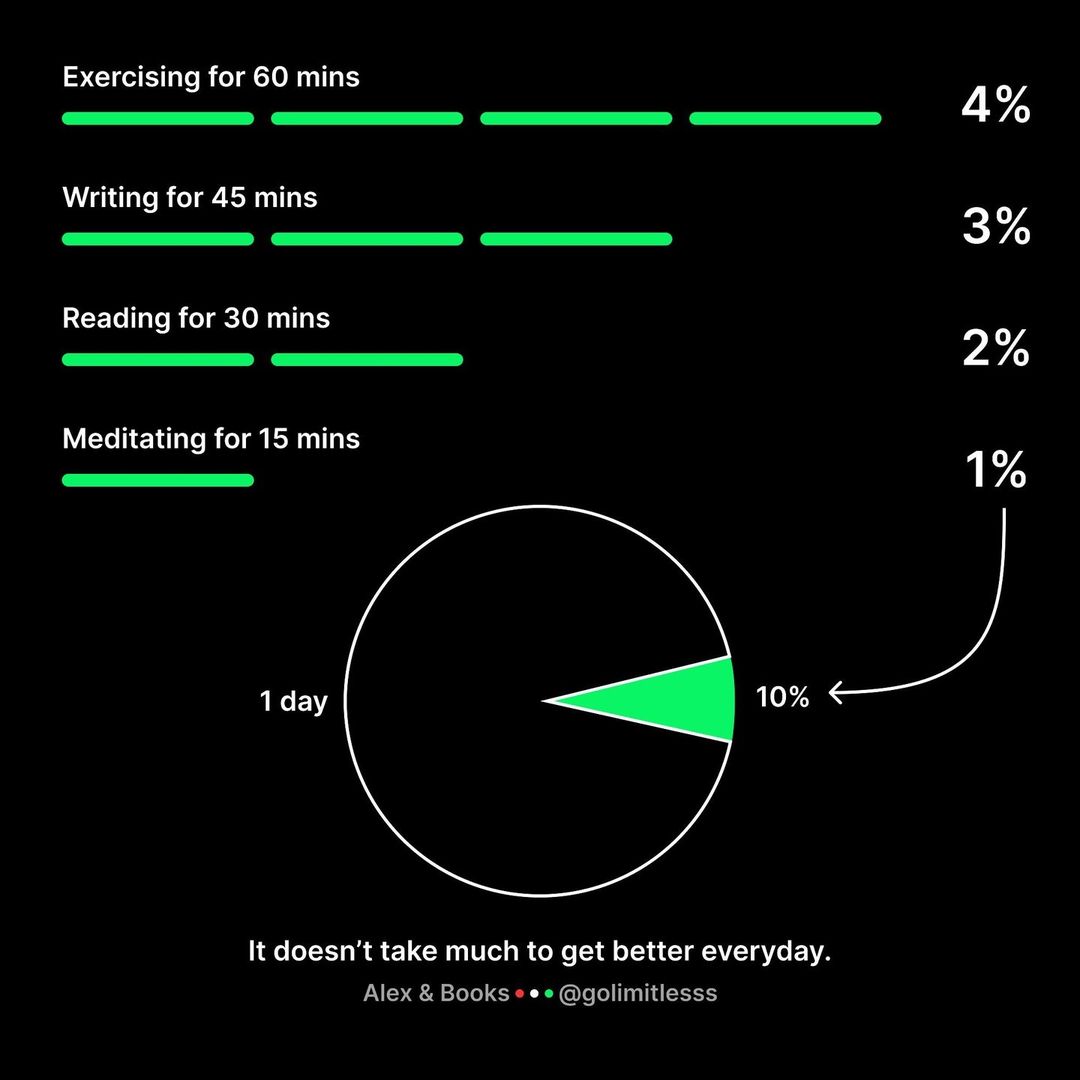 Exercising for 60 mins
4%
Writing for 45 mins
3%
Reading for 30 mins
2%
Meditating for 15 mins
1%
1 day
10%
It doesn’t take much to get better everyday.
Alex & Books @golimitlesss